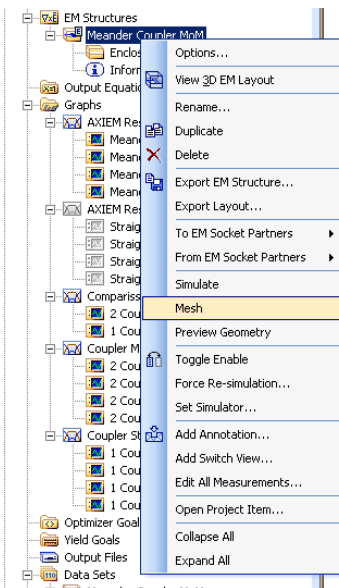 EM Structures
Meander Coupler MoM
Enclos
Options...
Inform
View 3D EM Layout
Output Equatio
Graphs
Rename...
AXIEM Res
Duplicate
Mean
Mean
Delete
Mean
Mean
Export EM Structure...
AXIEM Res
Export Layout...
Straig
To EM Socket Partners
Straig
From EM Socket Partners
Straig
Straig
Simulate
Compariss
Mesh
2 Cou
1 Cou
Preview Geometry
Coupler M
Toggle Enable
2 Cou
2 Cou
Force Re-simulation...
2 Cou
Set Simulator...
2 Cou
Coupler St
Add Annotation...
1 Cou
Add Switch View...
1 Cou
1 Cou
Edit All Measurements...
1 Cou
Open Project Item...
Optimizer Goal
Yield Goals
Collapse All
Output Files
Expand All
Data Sets